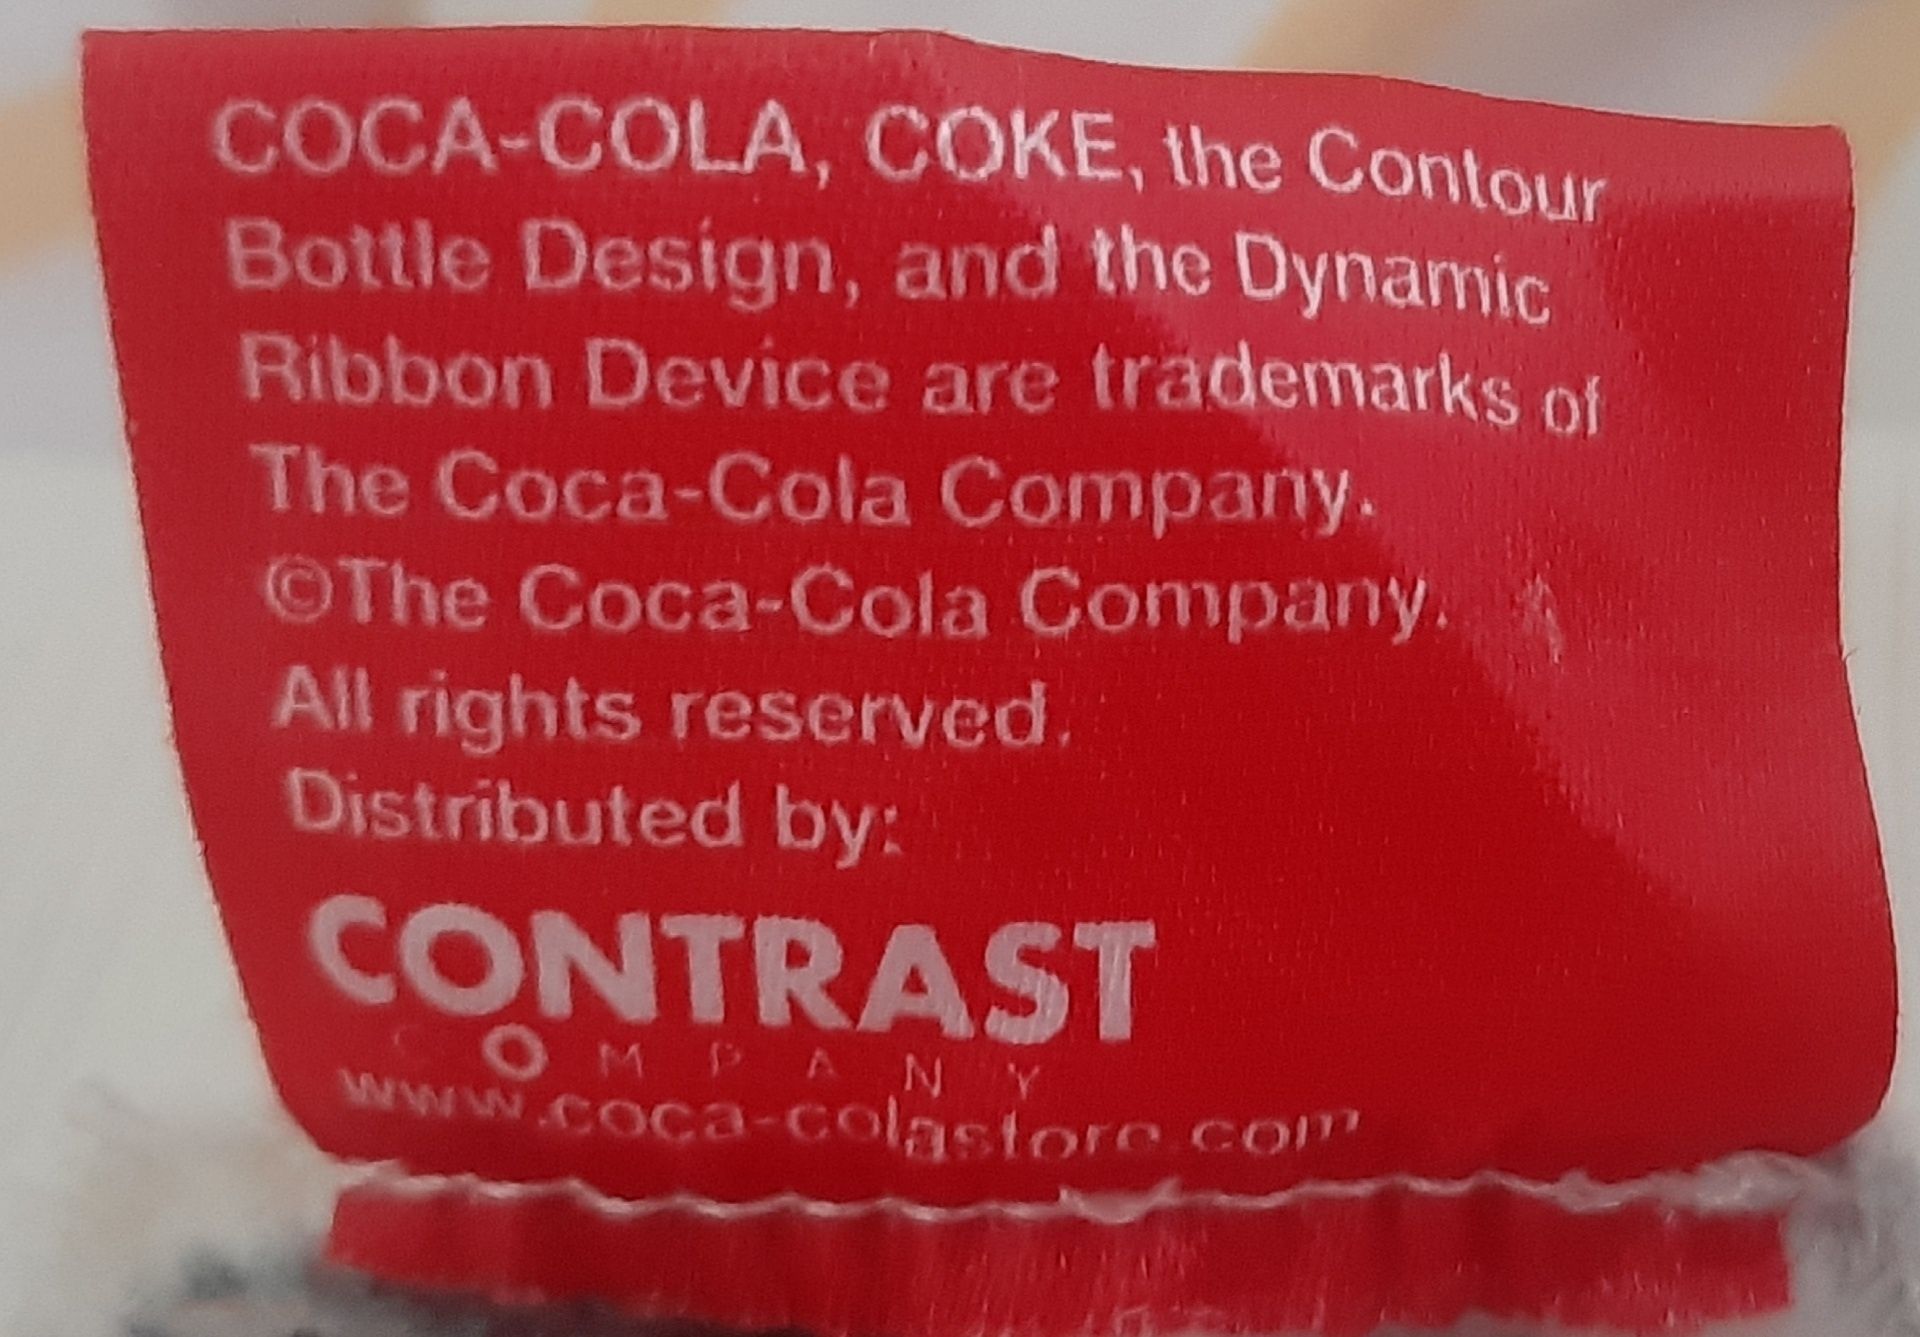 COCA-COLA, COKE, the Contour
Bottle Design, and the Dynamic
Ribbon Device are trademarks of
The Coca-Cola Company.
©The Coca-Cola Company.
All rights reserved.
Distributed by:
CONTRAST
COMPANY
www.coca-colastore.com